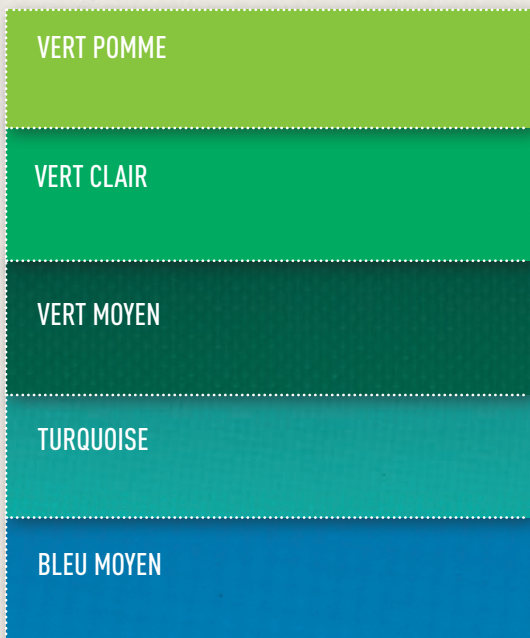 VERT POMME
VERT CLAIR
VERT MOYEN
TURQUOISE
BLEU MOYEN